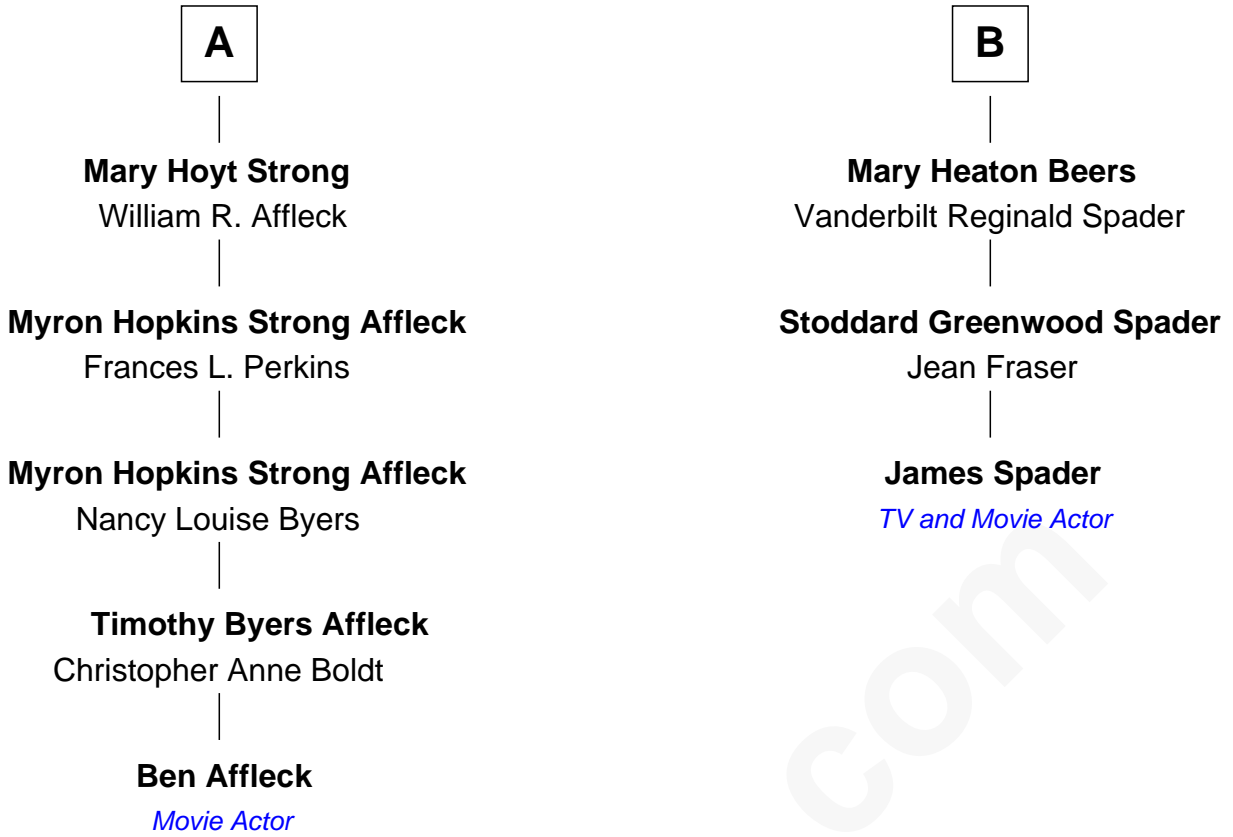 A
Mary Hoyt Strong
William R. Affleck
Myron Hopkins Strong Affleck
Frances L. Perkins
Myron Hopkins Strong Affleck
Nancy Louise Byers
Timothy Byers Affleck
Christopher Anne Boldt
Ben Affleck
Movie Actor
B
Mary Heaton Beers
Vanderbilt Reginald Spader
Stoddard Greenwood Spader
Jean Fraser
James Spader
TV and Movie Actor
com